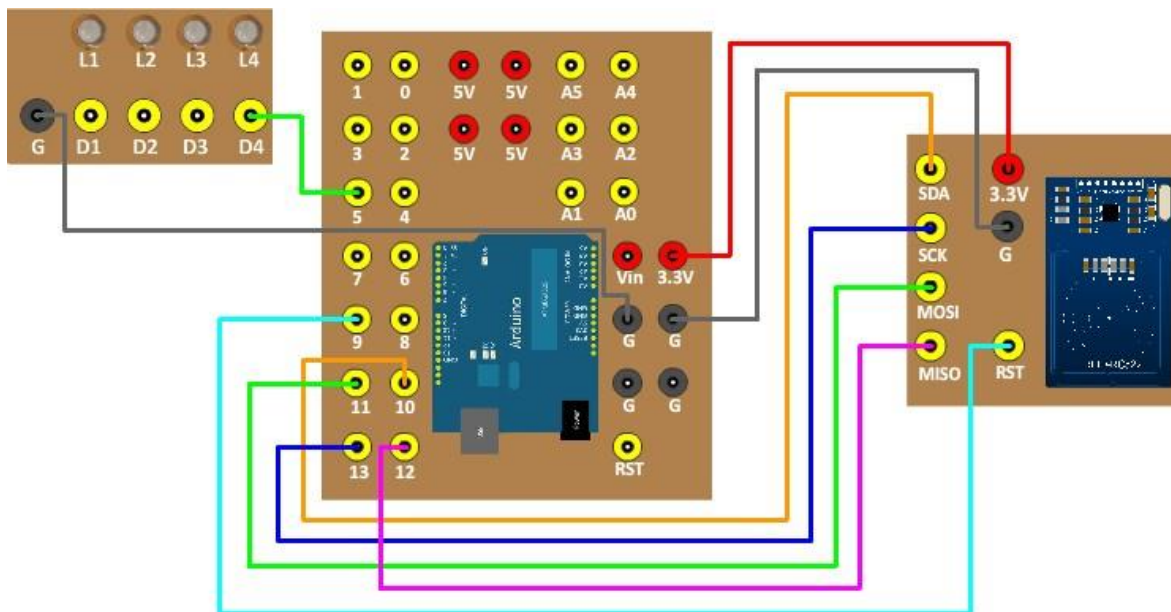 L1 L2 L3 L4
G D1 D2 D3 D4
1 0 5V 5V A5 A4
3 2 5V 5V A3 A2
5 4 A1 A0
7 6 Vin 3.3V
9 8 G G
11 10 G G
13 12 RST
Arduino
SDA 3.3V
SCK G
MOSI
MISO RST